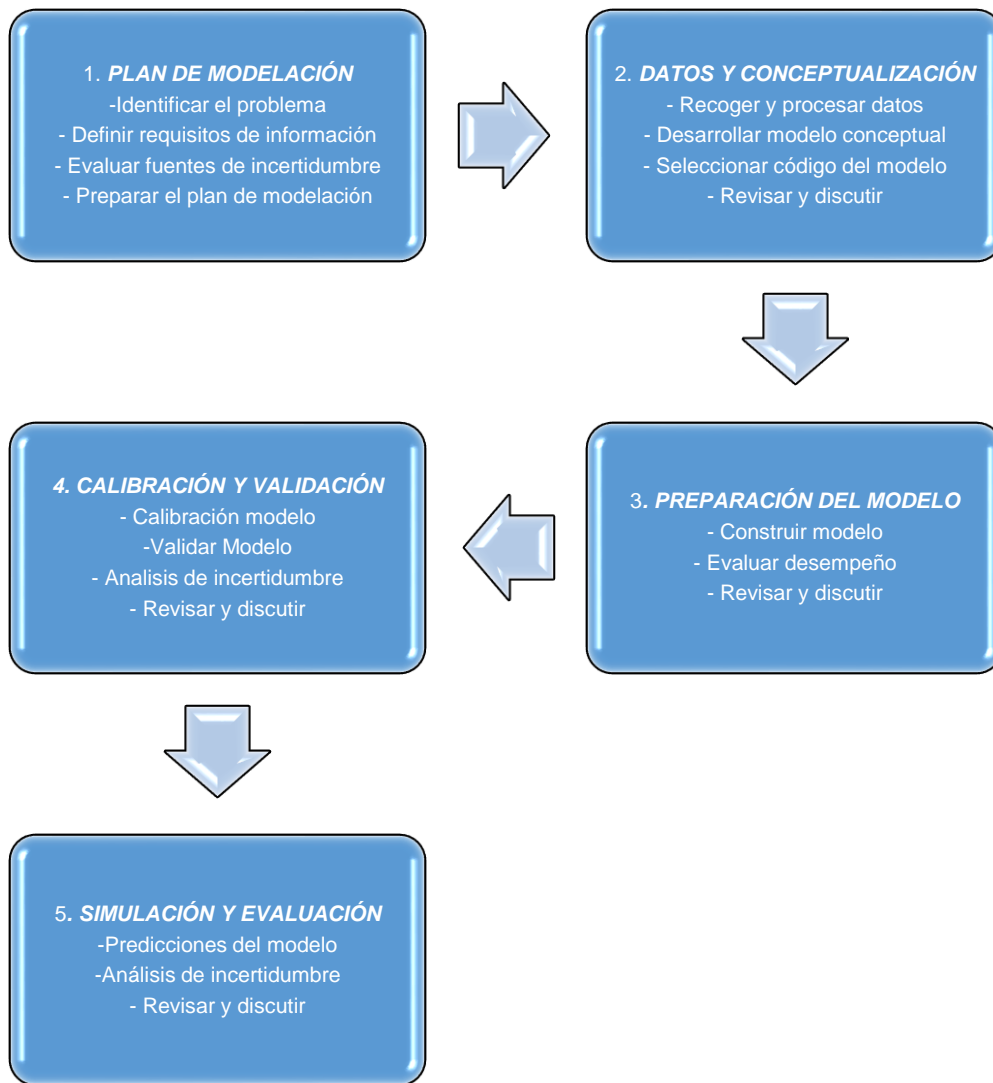 1. PLAN DE MODELACIÓN
-Identificar el problema
- Definir requisitos de información
- Evaluar fuentes de incertidumbre
- Preparar el plan de modelación
2. DATOS Y CONCEPTUALIZACIÓN
- Recoger y procesar datos
- Desarrollar modelo conceptual
- Seleccionar código del modelo
- Revisar y discutir
3. PREPARACIÓN DEL MODELO
- Construir modelo
- Evaluar desempeño
- Revisar y discutir
4. CALIBRACIÓN Y VALIDACIÓN
- Calibración modelo
-Validar Modelo
- Analisis de incertidumbre
- Revisar y discutir
5. SIMULACIÓN Y EVALUACIÓN
-Predicciones del modelo
-Análisis de incertidumbre
- Revisar y discutir